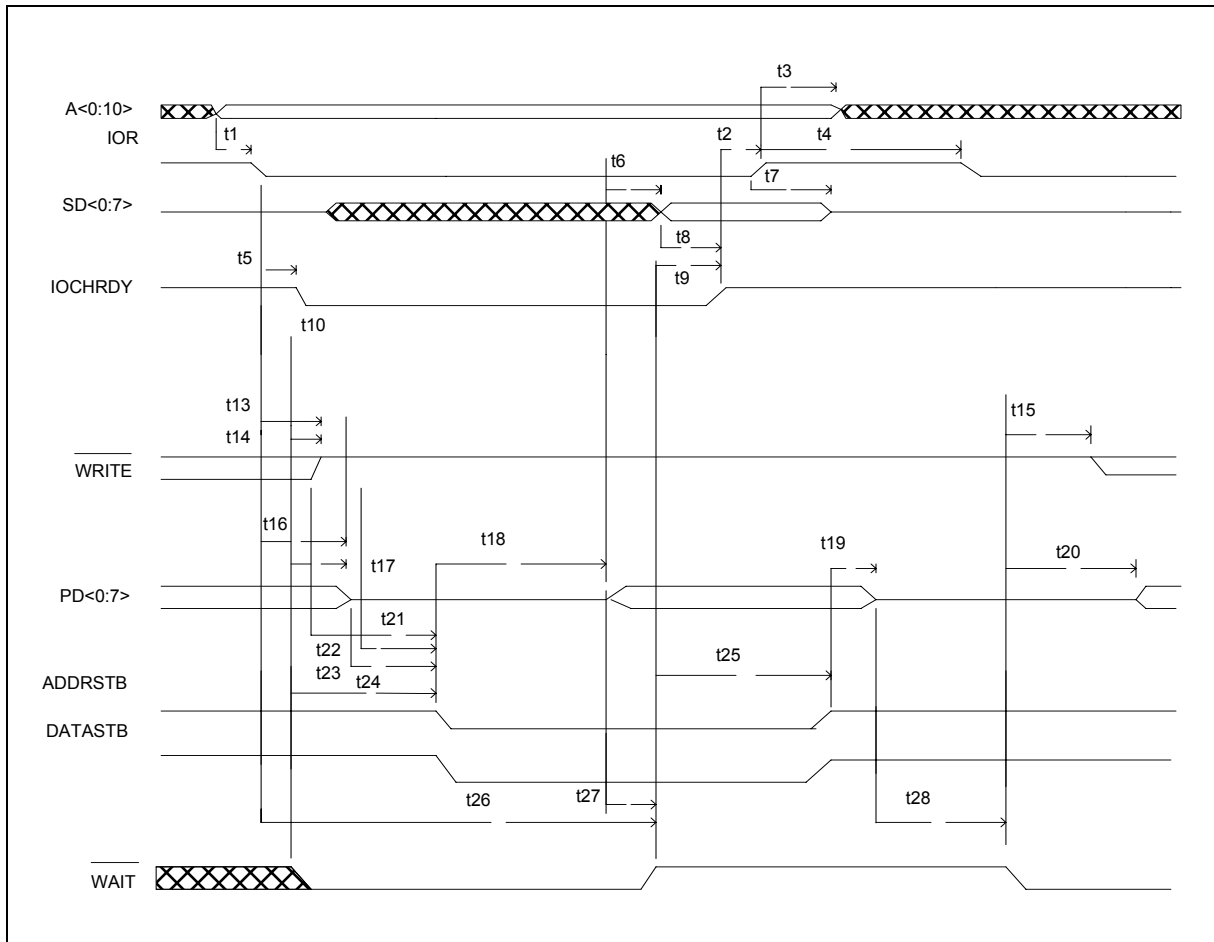 t3
A<0:10>
t1
t2
t4
IOR
t6
t7
SD<0:7>
t8
t5
t9
IOCHRDY
t10
t13
t15
t14
WRITE
t16
t18
t19
t17
t20
PD<0:7>
t21
t22
t25
t23
ADDRSTB
t24
DATASTB
t27
t26
t28
WAIT